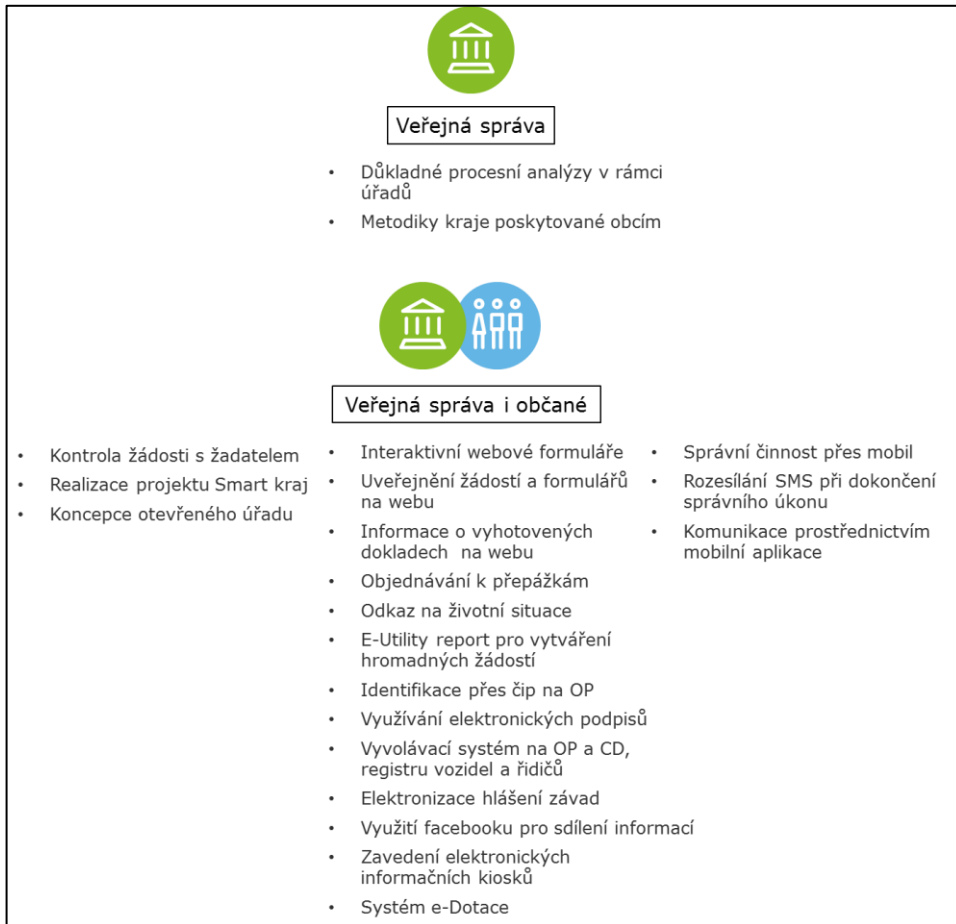 Veřejná správa
• Důkladné procesní analýzy v rámci
úřadů
• Metodiky kraje poskytované obcím
Veřejná správa i občané
• Kontrola žádosti s žadatelem
• Realizace projektu Smart kraj
• Koncepce otevřeného úřadu
• Interaktivní webové formuláře
• Uveřejnění žádostí a formulářů
na webu
• Informace o vyhotovených
dokladech na webu
• Objednávání k přepážkám
• Odkaz na životní situace
• E-Utility report pro vytváření
hromadných žádostí
• Identifikace přes čip na OP
• Využívání elektronických podpisů
• Vyvolávací systém na OP a CD,
registru vozidel a řidičů
• Elektronizace hlášení závad
• Využití facebooku pro sdílení informací
• Zavedení elektronických
informačních kiosků
• Systém e-Dotace
• Správní činnost přes mobil
• Rozesílání SMS při dokončení
správního úkonu
• Komunikace prostřednictvím
mobilní aplikace